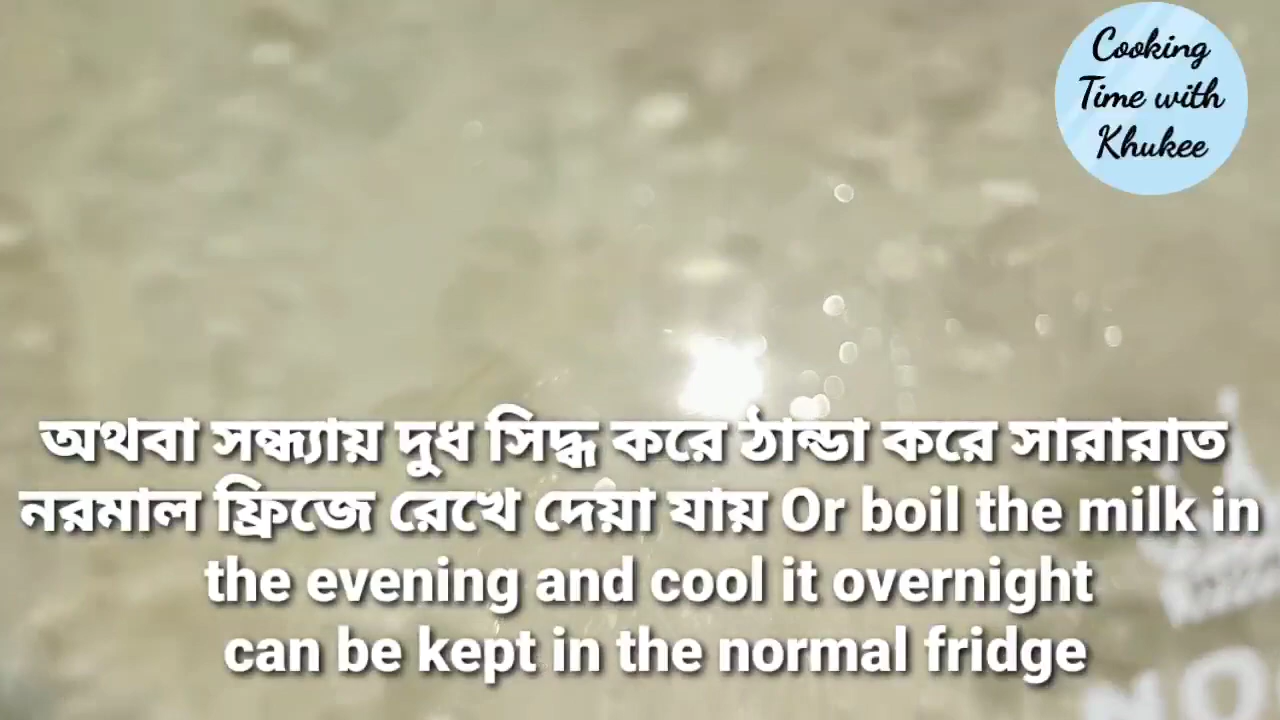 Cooking
Time with
Khukee
অথবা সন্ধ্যায় দুধ সিদ্ধ করে ঠান্ডা করে সারারাত
নরমাল ফ্রিজে রেখে দেয়া যায় Or boil the milk in
the evening and cool it overnight
can be kept in the normal fridge